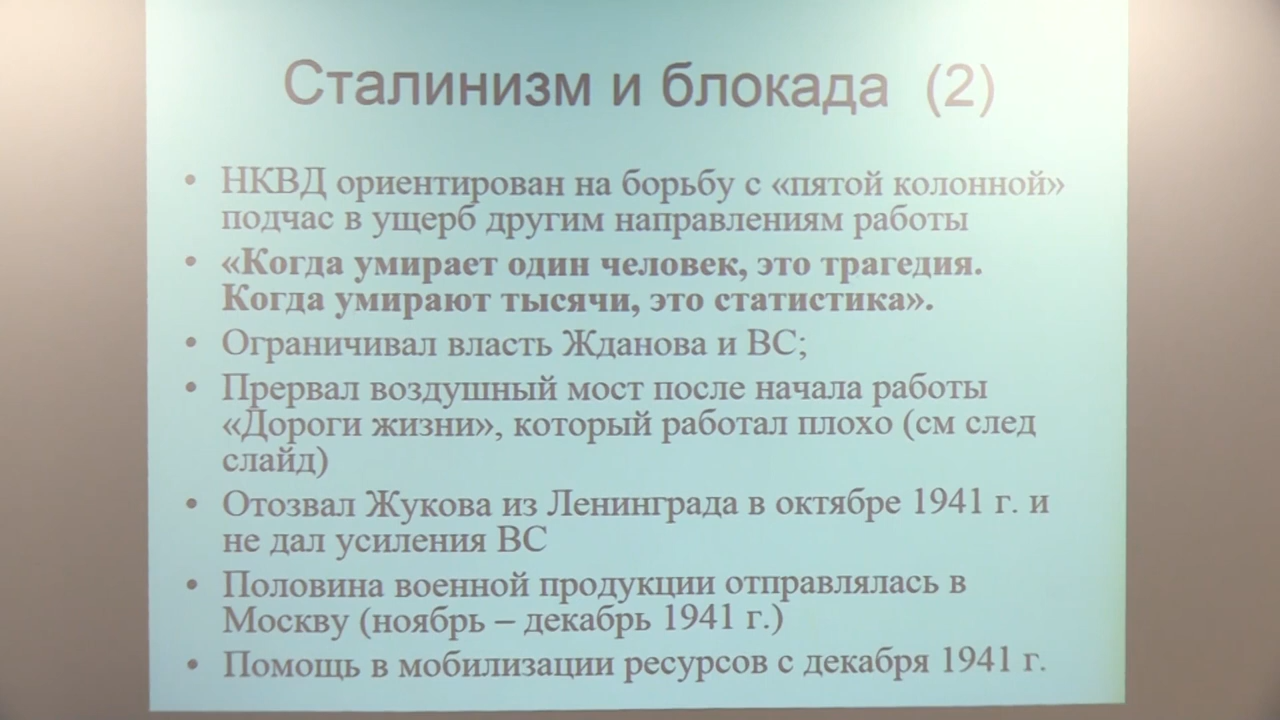 Сталинизм и блокада (2)
• НКВД ориентирован на борьбу с «пятой колонной»
подчас в ущерб другим направлениям работы
• «Когда умирает один человек, это трагедия.
Когда умирают тысячи, это статистика».
• Ограничивал власть Жданова и ВС;
• Прервал воздушный мост после начала работы
«Дороги жизни», который работал плохо (см след
слайд)
• Отозвал Жукова из Ленинграда в октябре 1941 г. и
не дал усиления ВС
• Половина военной продукции отправлялась в
Москву (ноябрь – декабрь 1941 г.)
• Помощь в мобилизации ресурсов с декабря 1941 г.